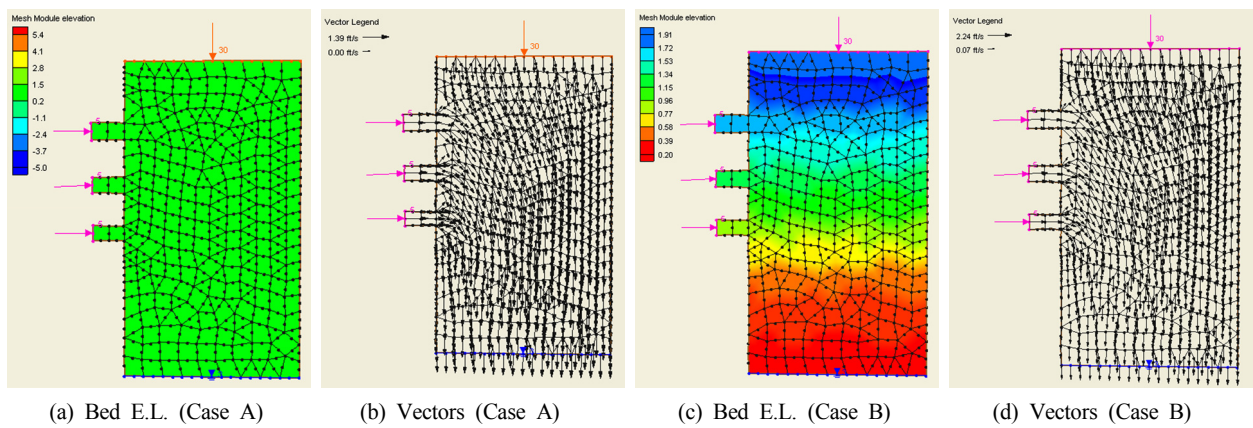 Mesh Module elevation
5.4
4.1
2.8
1.5
0.2
-1.1
-2.4
-3.7
-5.0
30
5
5
5
(a) Bed E.L. (Case A)
Vector Legend
1.39 ft/s
0.00 ft/s
30
5
5
5
(b) Vectors (Case A)
Mesh Module elevation
1.91
1.72
1.53
1.34
1.15
0.96
0.77
0.58
0.39
0.20
30
5
5
5
(c) Bed E.L. (Case B)
Vector Legend
2.24 ft/s
0.07 ft/s
30
5
5
5
(d) Vectors (Case B)